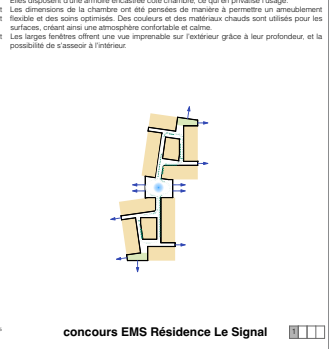 Elles disposent d'une armoire encastrée côté chambre, ce qui en privatise l'usage.
t Les dimensions de la chambre ont été pensées de manière à permettre un ameublement
t flexible et des soins optimisés. Des couleurs et des matériaux chauds sont utilisés pour les
surfaces, créant ainsi une atmosphère confortable et calme.
t Les larges fenêtres offrent une vue imprenable sur l'extérieur grâce à leur profondeur, et la
possibilité de s'asseoir à l'intérieur.
concours EMS Résidence Le Signal
1